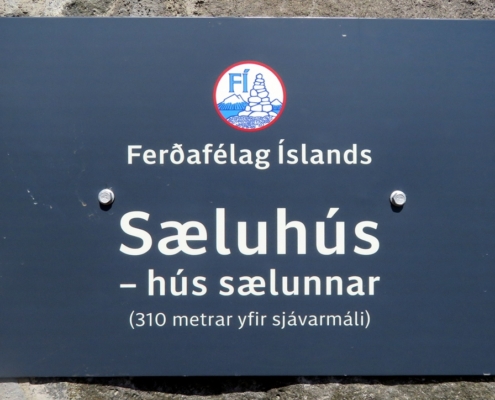 FÍ
Ferðafélag Íslands
Sæluhús
– hús sælunnar
(310 metrar yfir sjávarmáli)